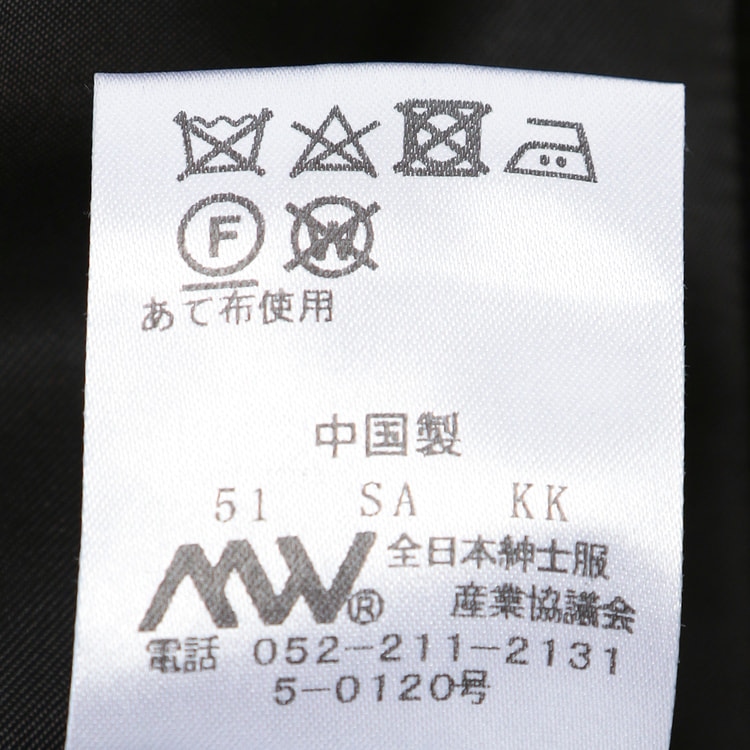 F W
あて布使用
中国製
51 SA KK
MW® 全日本紳士服
産業協議会
電話 052-211-2131
5-0120号